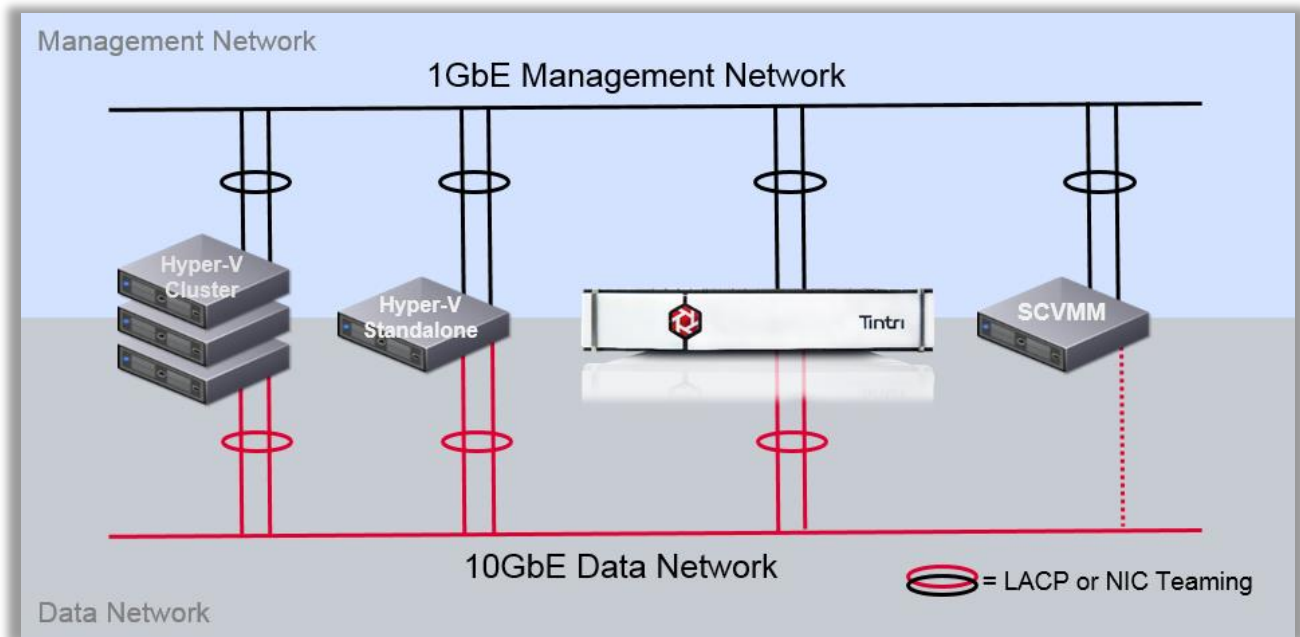 Management Network
1GbE Management Network
Hyper-V
Cluster
Hyper-V
Standalone
Tintri
SCVMM
10GbE Data Network
= LACP or NIC Teaming
Data Network